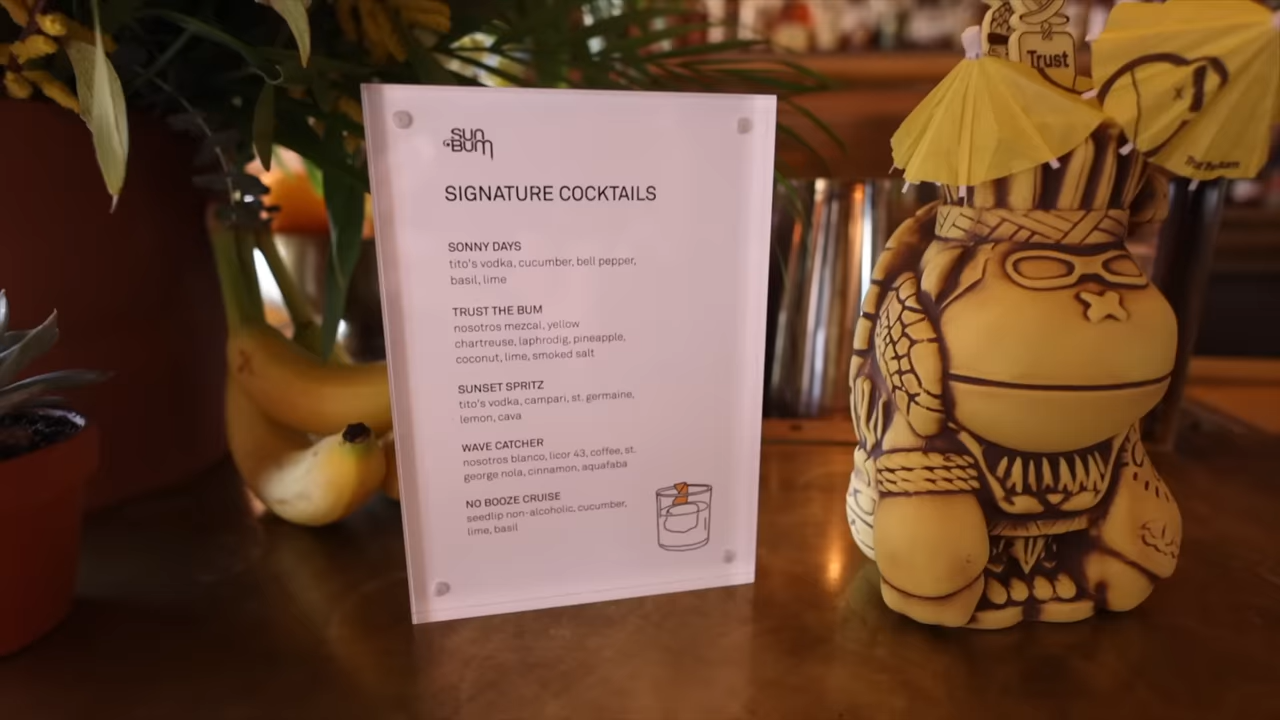 Trust
SUN
BUM
SIGNATURE COCKTAILS
SONNY DAYS
tito's vodka, cucumber, bell pepper,
basil, lime
TRUST THE BUM
nosotros mezcal, yellow
chartreuse, laphrodig, pineapple,
coconut, lime, smoked salt
SUNSET SPRITZ
tito's vodka, campari, st. germaine,
lemon, cava
WAVE CATCHER
nosotros blanco, licor 43, coffee, st.
george nola, cinnamon, aquafaba
NO BOOZE CRUISE
seedlip non-alcoholic, cucumber,
lime, basil